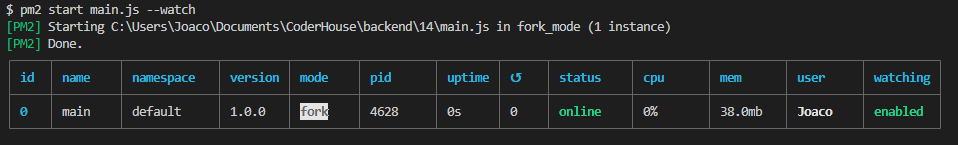 $ pm2 start main.js --watch
[PM2] Starting C:\Users\Joaco\Documents\CoderHouse\backend\14\main.js in fork_mode (1 instance)
[PM2] Done.
id name namespace version mode pid uptime ↺ status cpu mem user watching
0 main default 1.0.0 fork 4628 0s 0 online 0% 38.0mb Joaco enabled